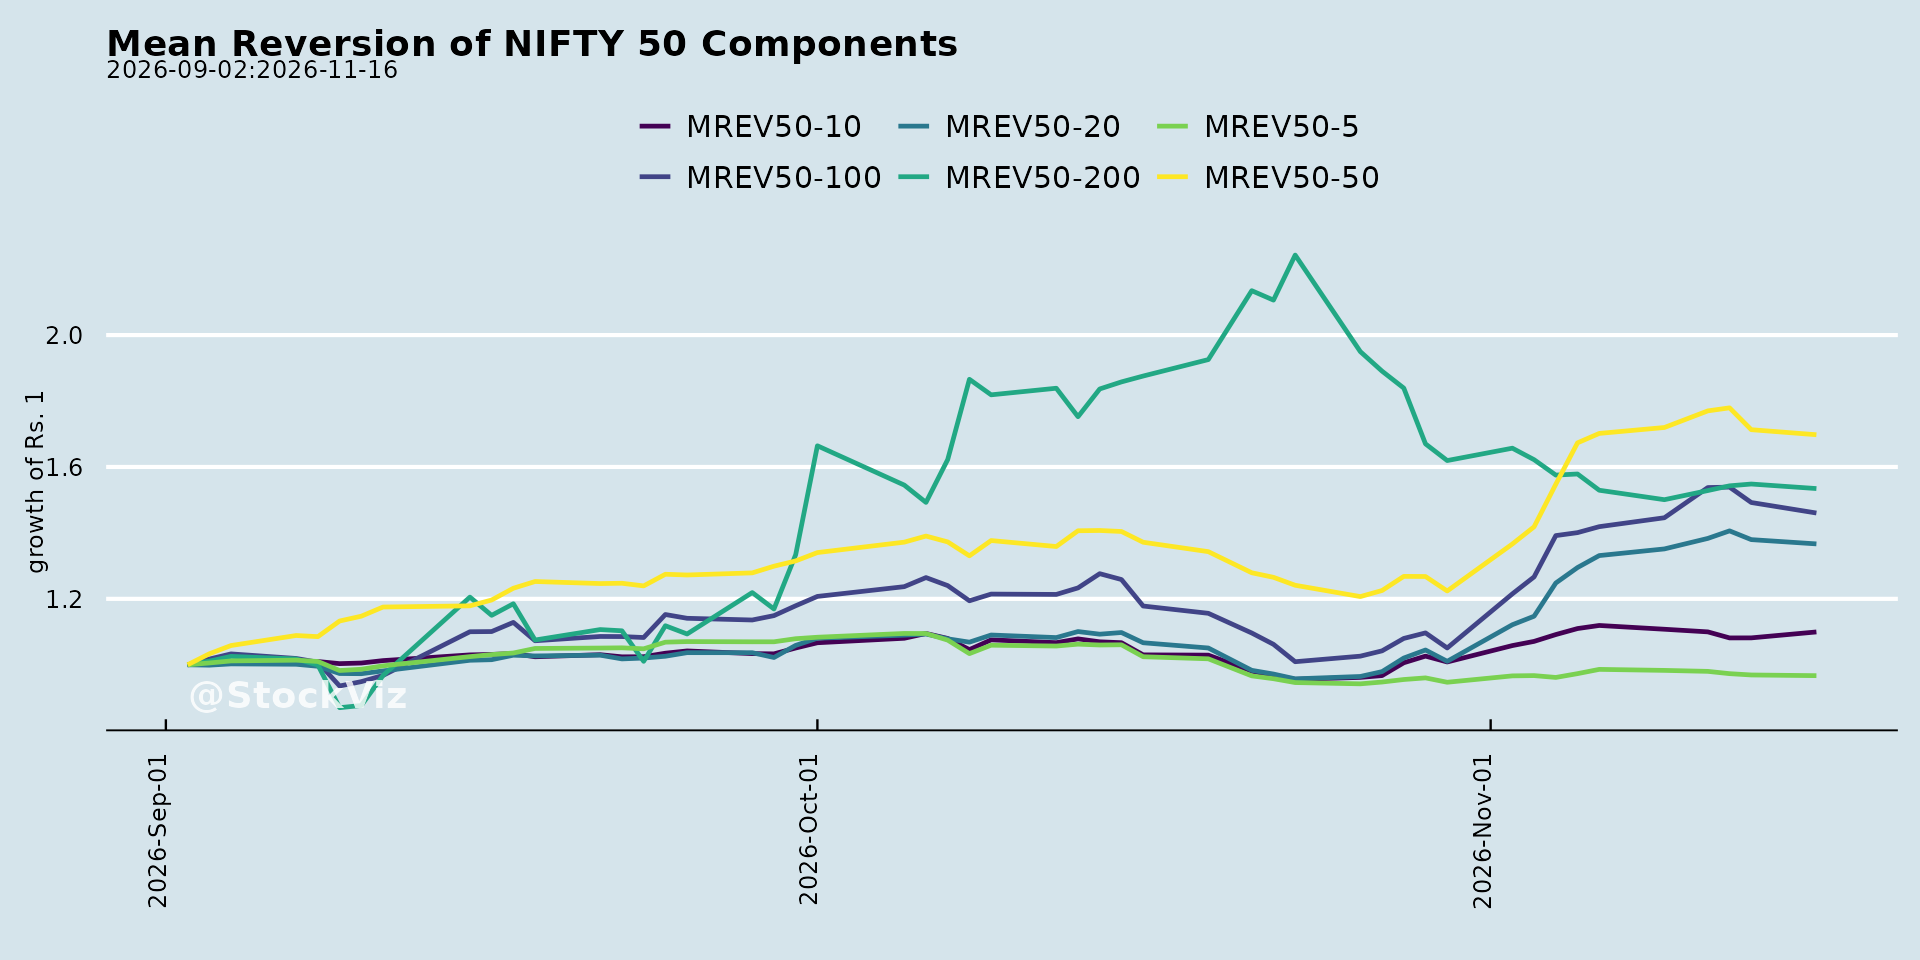 Mean Reversion of NIFTY 50 Components
2026-09-02:2026-11-16
MREV50-10
MREV50-20
MREV50-5
MREV50-100
MREV50-200
MREV50-50
2.0
1.6
1.2
growth of Rs. 1
@StockViz
2026-Sep-01
2026-Oct-01
2026-Nov-01